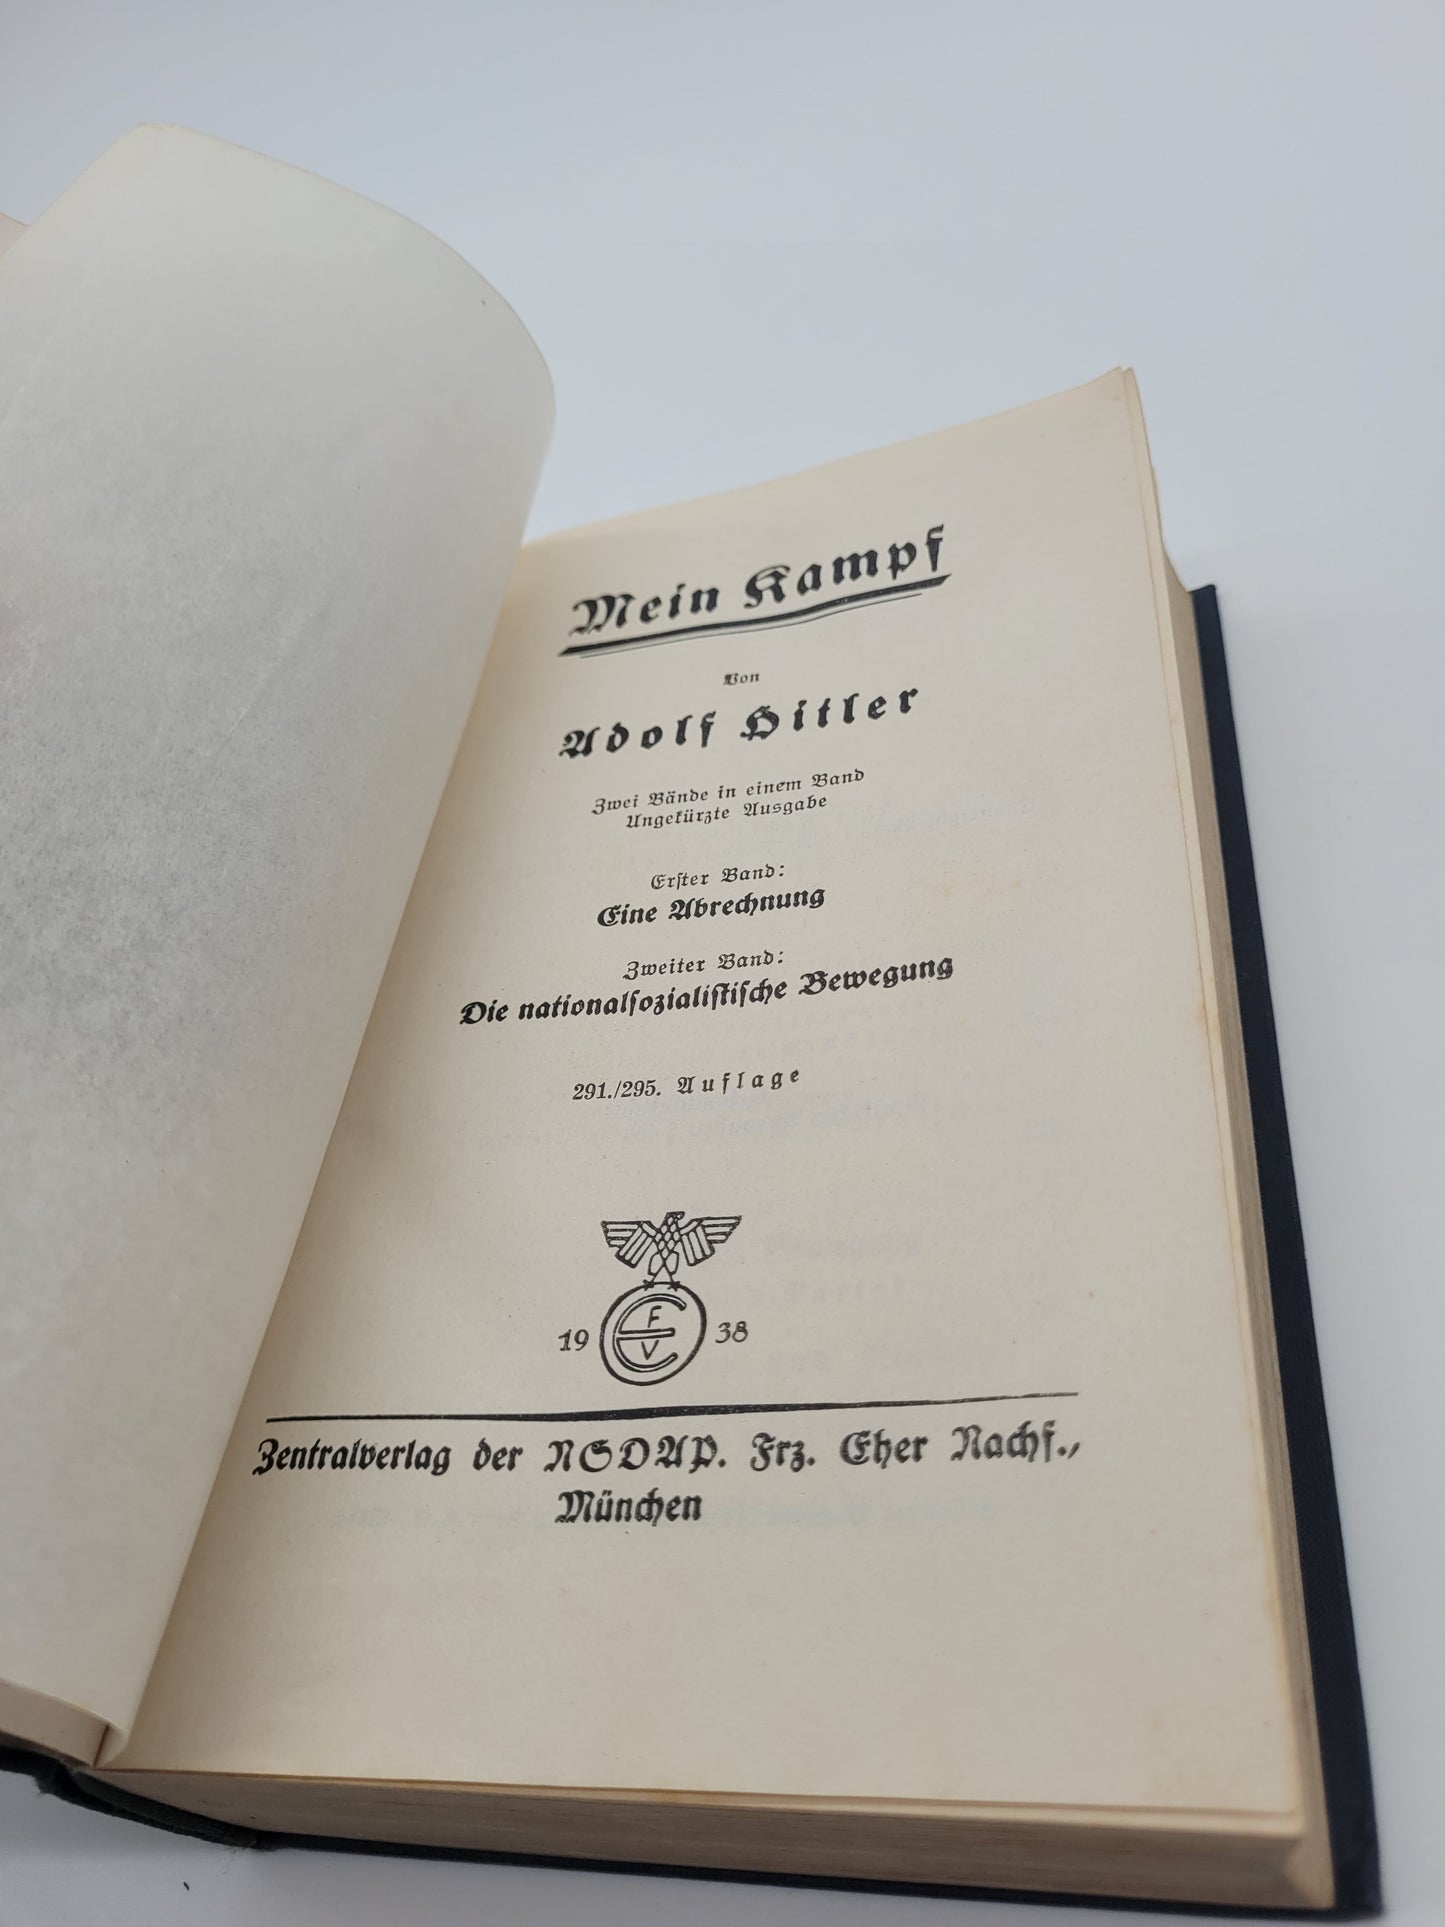 Mein Kampf
Von
Adolf Hitler
Zwei Bände in einem Band
Ungekürzte Ausgabe
Erster Band:
Eine Abrechnung
Zweiter Band:
Die nationalsozialistische Bewegung
291./295. Auflage
19 FEV 38
Zentralverlag der NSDAP. Frz. Eher Nachf.,
München